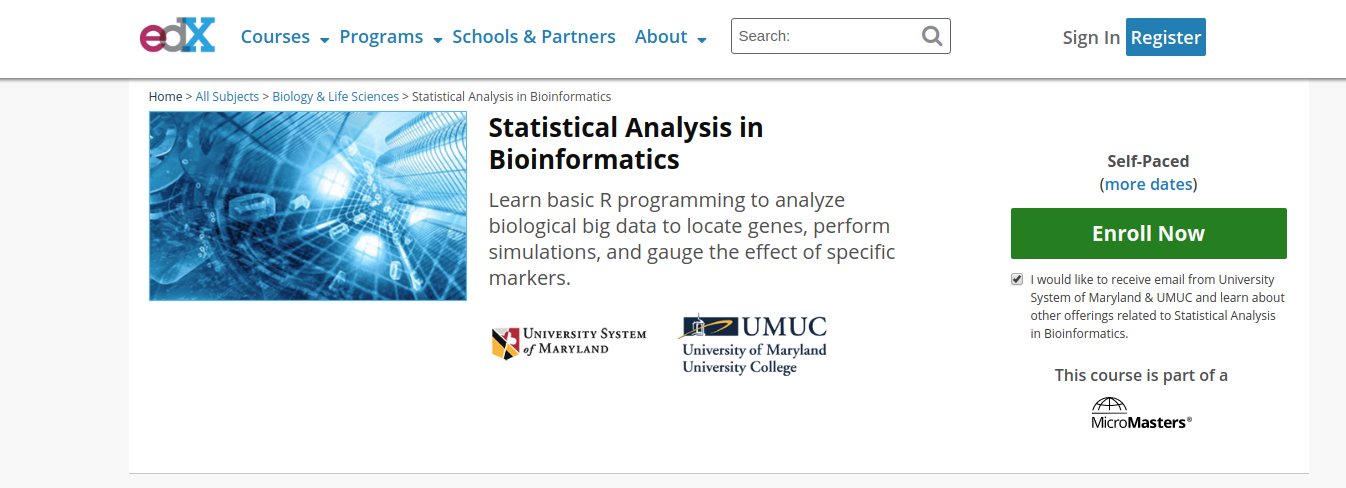 edX
Courses Programs Schools & Partners About Search: Sign In Register
Home > All Subjects > Biology & Life Sciences > Statistical Analysis in Bioinformatics
Statistical Analysis in
Bioinformatics
Learn basic R programming to analyze
biological big data to locate genes, perform
simulations, and gauge the effect of specific
markers.
UNIVERSITY SYSTEM
of MARYLAND
UMUC
University of Maryland
University College
Self-Paced
(more dates)
Enroll Now
I would like to receive email from University
System of Maryland & UMUC and learn about
other offerings related to Statistical Analysis
in Bioinformatics.
This course is part of a
MicroMasters®